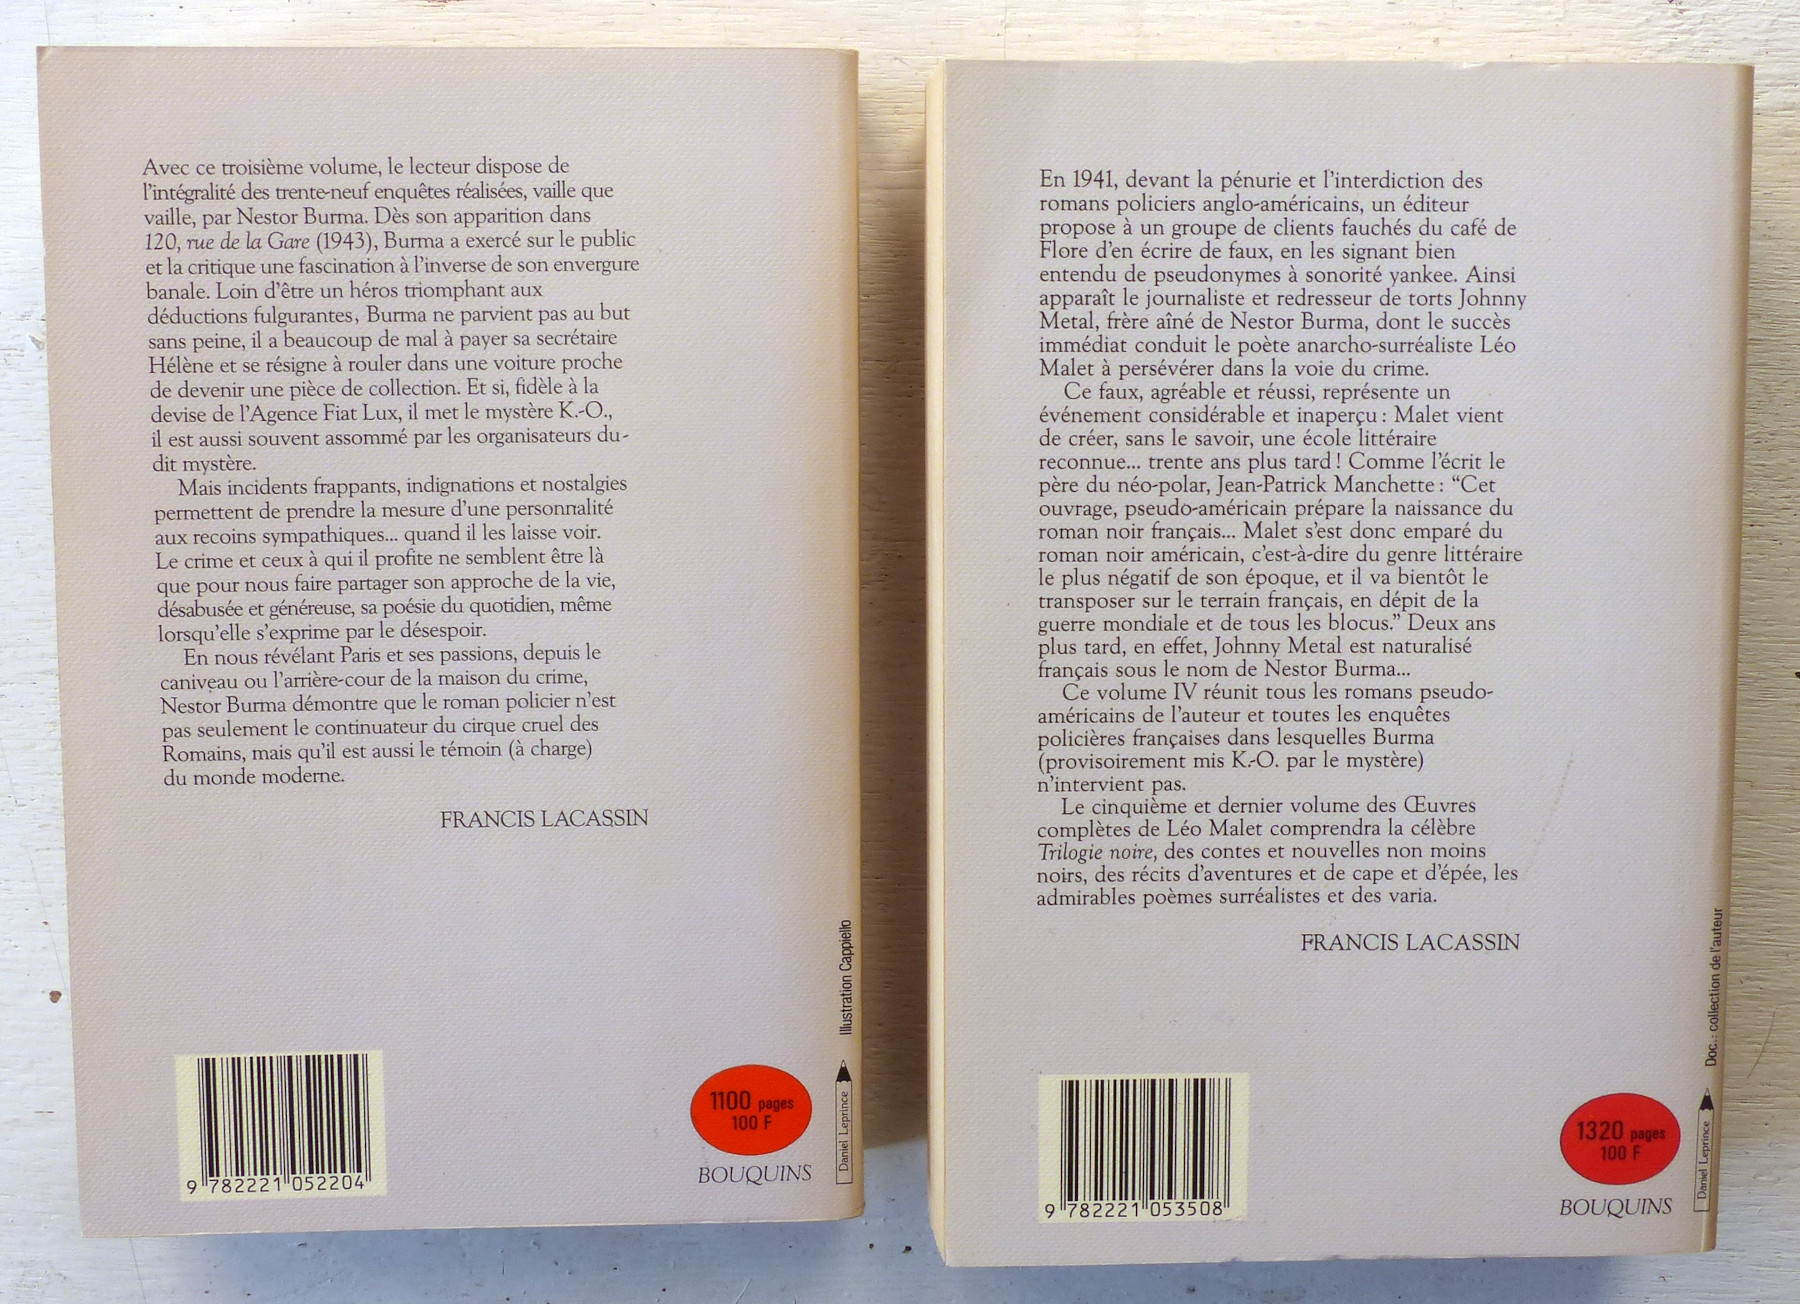 Avec ce troisième volume, le lecteur dispose de
l'intégralité des trente-neuf enquêtes réalisées, vaille que
vaille, par Nestor Burma. Dès son apparition dans
120, rue de la Gare (1943), Burma a exercé sur le public
et la critique une fascination à l'inverse de son envergure
banale. Loin d'être un héros triomphant aux
déductions fulgurantes, Burma ne parvient pas au but
sans peine, il a beaucoup de mal à payer sa secrétaire
Hélène et se résigne à rouler dans une voiture proche
de devenir une pièce de collection. Et si, fidèle à la
devise de l'Agence Fiat Lux, il met le mystère K.-O.,
il est aussi souvent assommé par les organisateurs du-
dit mystère.
Mais incidents frappants, indignations et nostalgies
permettent de prendre la mesure d'une personnalité
aux recoins sympathiques... quand il les laisse voir.
Le crime et ceux à qui il profite ne semblent être là
que pour nous faire partager son approche de la vie,
désabusée et généreuse, sa poésie du quotidien, même
lorsqu'elle s'exprime par le désespoir.
En nous révélant Paris et ses passions, depuis le
caniveau ou l'arrière-cour de la maison du crime,
Nestor Burma démontre que le roman policier n'est
pas seulement le continuateur du cirque cruel des
Romains, mais qu'il est aussi le témoin (à charge)
du monde moderne.
FRANCIS LACASSIN
Illustration Cappiello
Daniel Leprince
1100 pages
100 F
BOUQUINS
9 782221 052204
En 1941, devant la pénurie et l'interdiction des
romans policiers anglo-américains, un éditeur
propose à un groupe de clients fauchés du café de
Flore d'en écrire de faux, en les signant bien
entendu de pseudonymes à sonorité yankee. Ainsi
apparaît le journaliste et redresseur de torts Johnny
Metal, frère aîné de Nestor Burma, dont le succès
immédiat conduit le poète anarcho-surréaliste Léo
Malet à persévérer dans la voie du crime.
Ce faux, agréable et réussi, représente un
événement considérable et inaperçu : Malet vient
de créer, sans le savoir, une école littéraire
reconnue... trente ans plus tard ! Comme l'écrit le
père du néo-polar, Jean-Patrick Manchette : “Cet
ouvrage, pseudo-américain prépare la naissance du
roman noir français... Malet s'est donc emparé du
roman noir américain, c'est-à-dire du genre littéraire
le plus négatif de son époque, et il va bientôt le
transposer sur le terrain français, en dépit de la
guerre mondiale et de tous les blocus.” Deux ans
plus tard, en effet, Johnny Metal est naturalisé
français sous le nom de Nestor Burma...
Ce volume IV réunit tous les romans pseudo-
américains de l'auteur et toutes les enquêtes
policières françaises dans lesquelles Burma
(provisoirement mis K.-O. par le mystère)
n'intervient pas.
Le cinquième et dernier volume des Œuvres
complètes de Léo Malet comprendra la célèbre
Trilogie noire, des contes et nouvelles non moins
noirs, des récits d'aventures et de cape et d'épée, les
admirables poèmes surréalistes et des varia.
FRANCIS LACASSIN
Doc. : collection de l'auteur
Daniel Leprince
1320 pages
100 F
BOUQUINS
9 782221 053508